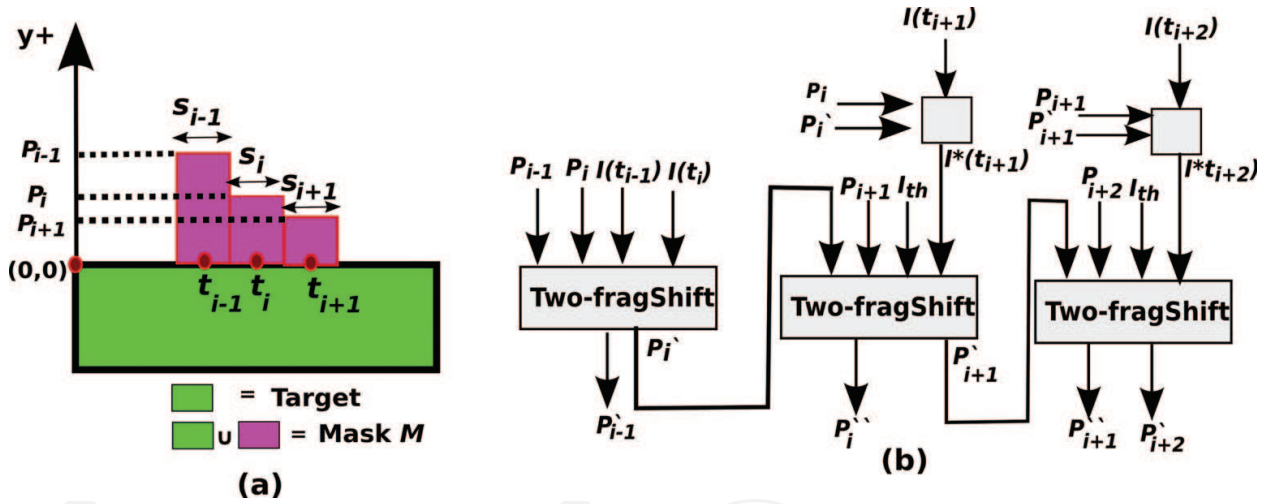 y+
S_{i-1}
S_i
S_{i+1}
P_{i-1}
P_i
P_{i+1}
(0,0)
t_{i-1} t_i t_{i+1}
= Target
∪ = Mask M
(a)
I(t_{i+1})
P_i
P_i`
I*(t_{i+1})
I(t_{i+2})
P_{i+1}
P`_{i+1}
I*t_{i+2})
P_{i-1} P_i I(t_{i-1}) I(t_i)
P_{i+1} I_{th}
P_{i+2} I_{th}
Two-fragShift
Two-fragShift
Two-fragShift
P_i`
P`_{i-1}
P`_{i+1}
P_i``
P``_{i+1} P`_{i+2}
(b)